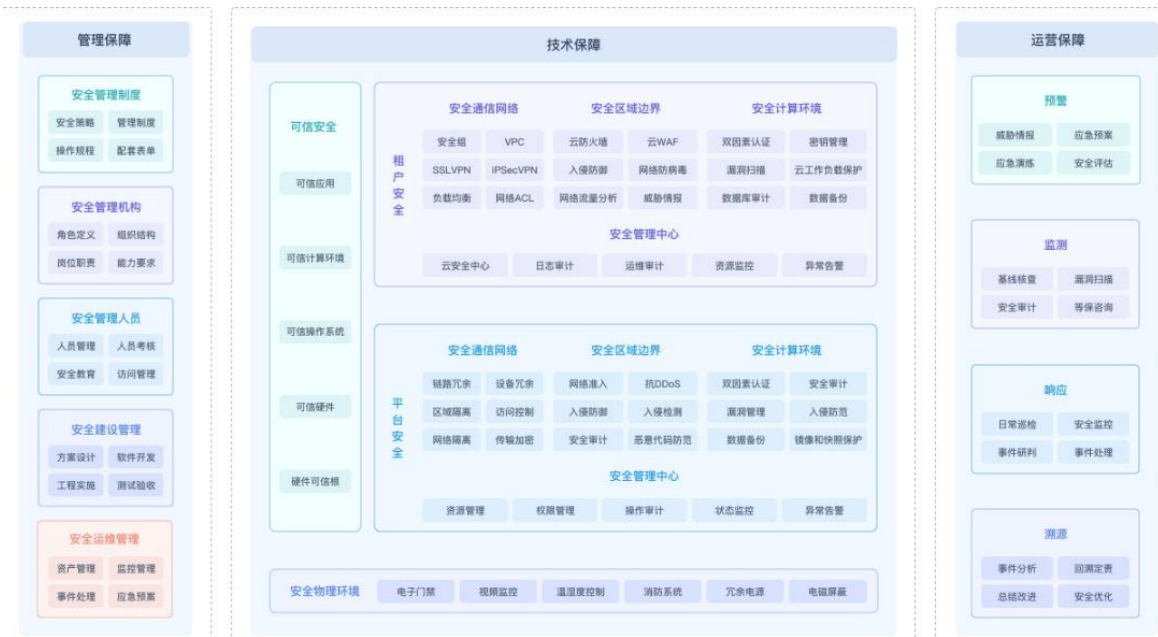 管理保障
安全管理制度
安全策略 管理制度
操作规程 配套表单
安全管理机构
角色定义 组织结构
岗位职责 能力要求
安全管理人员
人员管理 人员考核
安全教育 访问管理
安全建设管理
方案设计 软件开发
工程实施 测试验收
安全运维管理
资产管理 监控管理
事件处理 应急预案
技术保障
可信安全
可信应用
可信计算环境
可信操作系统
可信硬件
硬件可信根
租户安全
安全通信网络 安全区域边界 安全计算环境
安全组 VPC 云防火墙 云WAF 双因素认证 密钥管理
SSLVPN iPSecVPN 入侵防御 网络防病毒 漏洞扫描 云工作负载保护
负载均衡 网络ACL 网络流量分析 威胁情报 数据库审计 数据备份
安全管理中心
云安全中心 日志审计 运维审计 资源监控 异常告警
平台安全
安全通信网络 安全区域边界 安全计算环境
链路冗余 设备冗余 网络准入 抗DDoS 双因素认证 安全审计
区域隔离 访问控制 入侵防御 入侵检测 漏洞管理 入侵防范
网络隔离 传输加密 安全审计 恶意代码防范 数据备份 镜像和快照保护
安全管理中心
资源管理 权限管理 操作审计 状态监控 异常告警
安全物理环境 电子门禁 视频监控 温湿度控制 消防系统 冗余电源 电磁屏蔽
运营保障
预警
威胁情报 应急预案
应急演练 安全评估
监测
基线核查 漏洞扫描
安全审计 等保咨询
响应
日常巡检 安全监控
事件研判 事件处理
溯源
事件分析 回溯定责
总结改进 安全优化